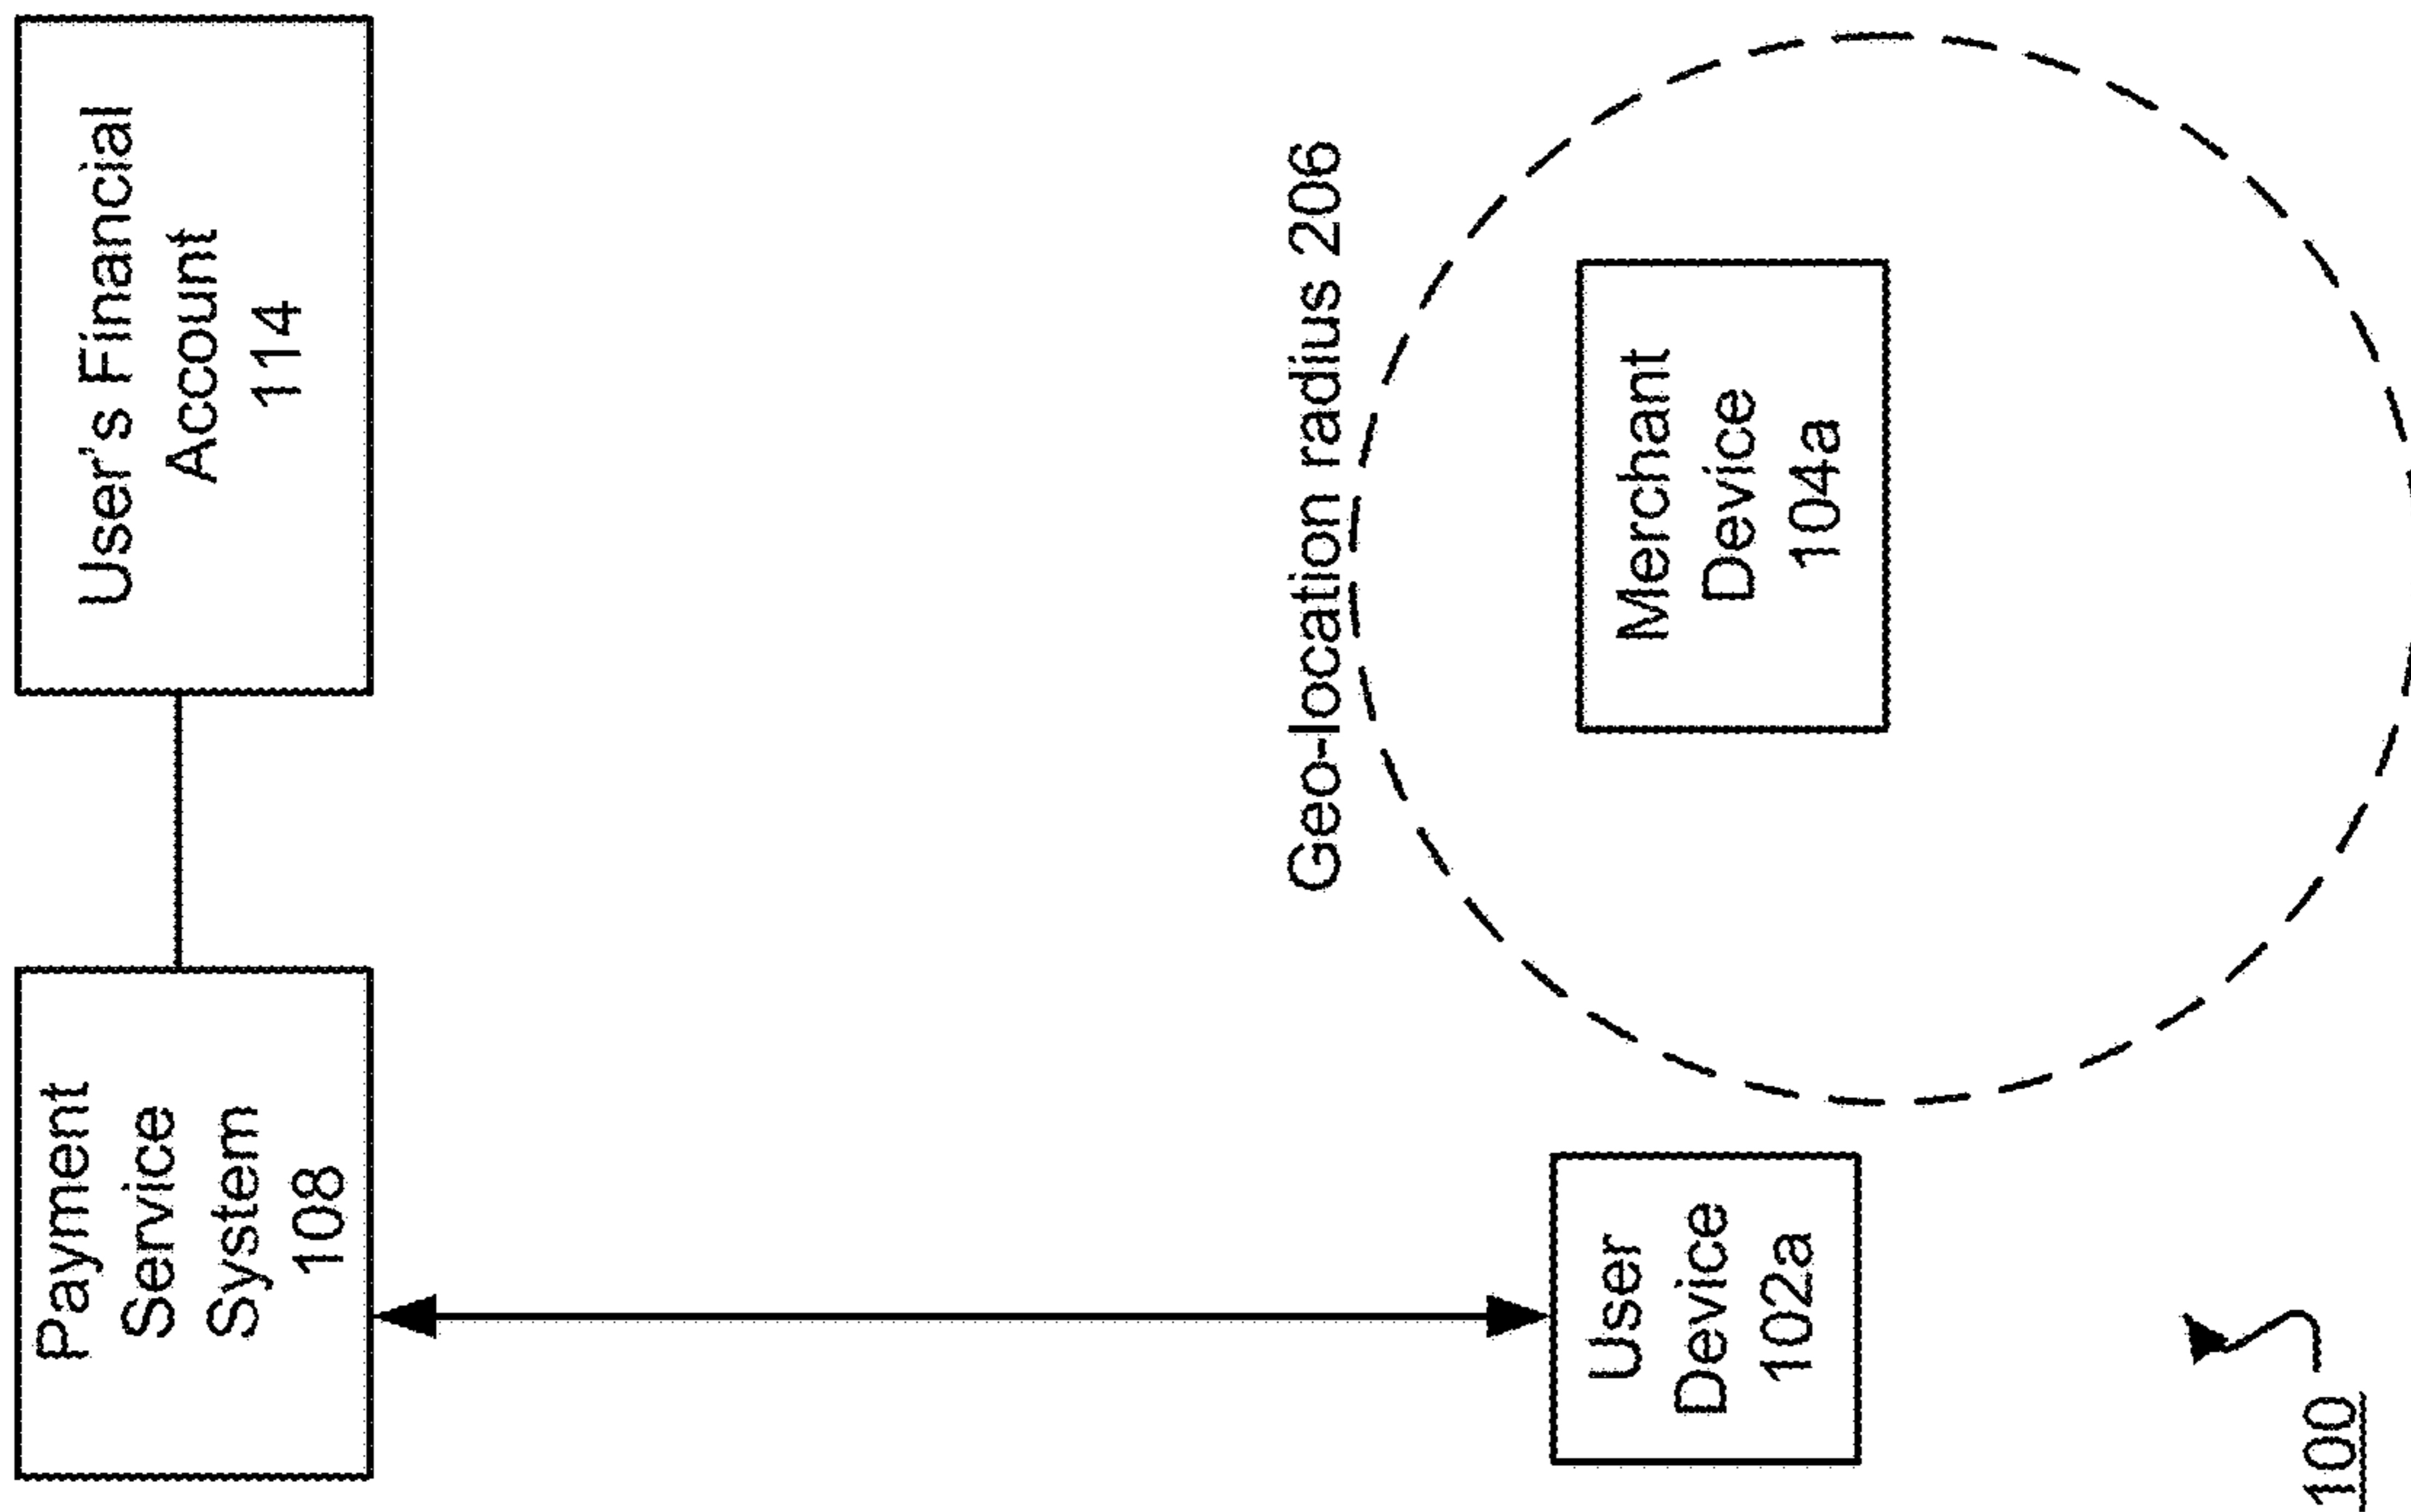 Payment
Service
System
108
User's Financial
Account
114
Geo-location radius 206
User
Device
102a
Merchant
Device
104a
100